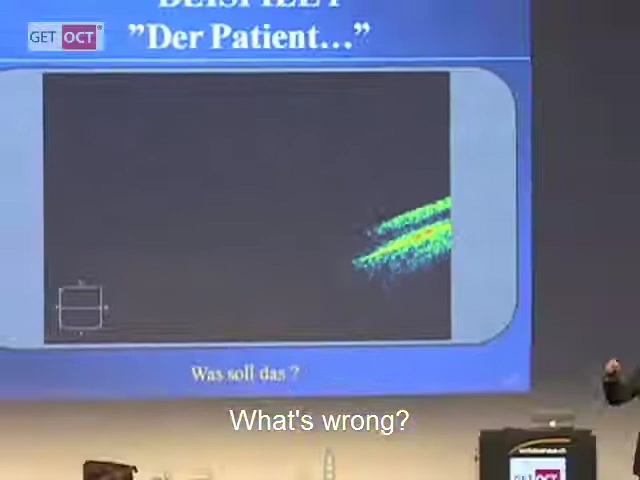 GET OCT
"Der Patient..."
Was soll das ?
What's wrong?